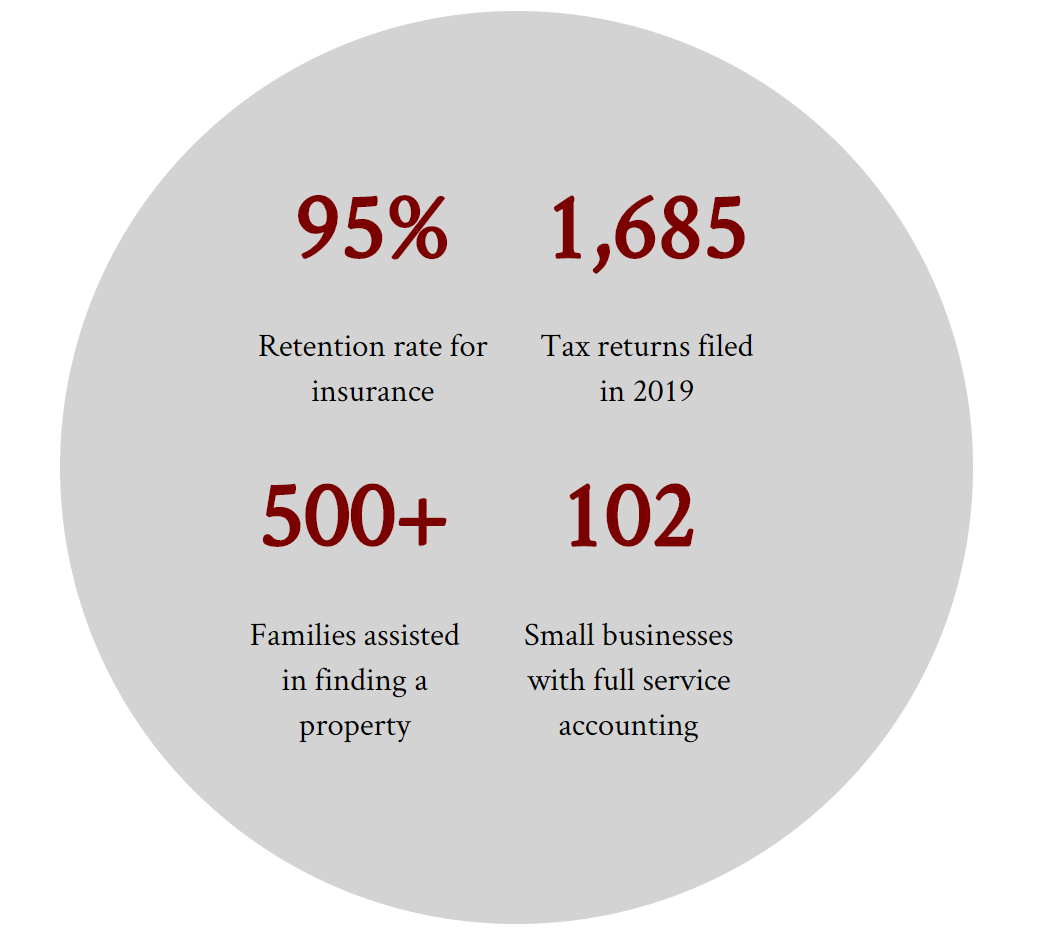 95%
1,685
Retention rate for
insurance
Tax returns filed
in 2019
500+
102
Families assisted
in finding a
property
Small businesses
with full service
accounting